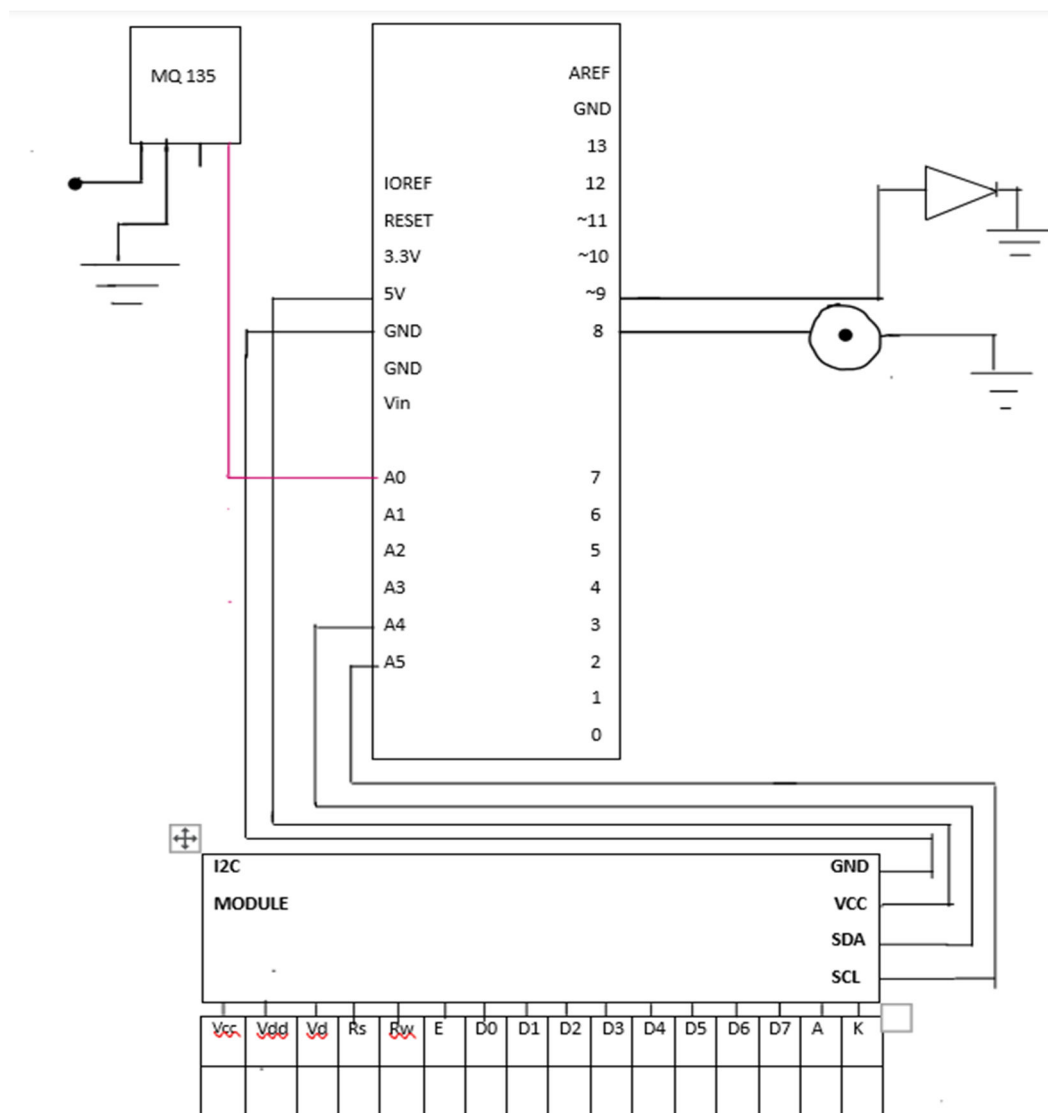 MQ 135
AREF
GND
13
IOREF 12
RESET ~11
3.3V ~10
5V ~9
GND 8
GND
Vin
A0 7
A1 6
A2 5
A3 4
A4 3
A5 2
1
0
I2C GND
MODULE VCC
SDA
SCL
Vcc Vdd Vd Rs Rw E D0 D1 D2 D3 D4 D5 D6 D7 A K